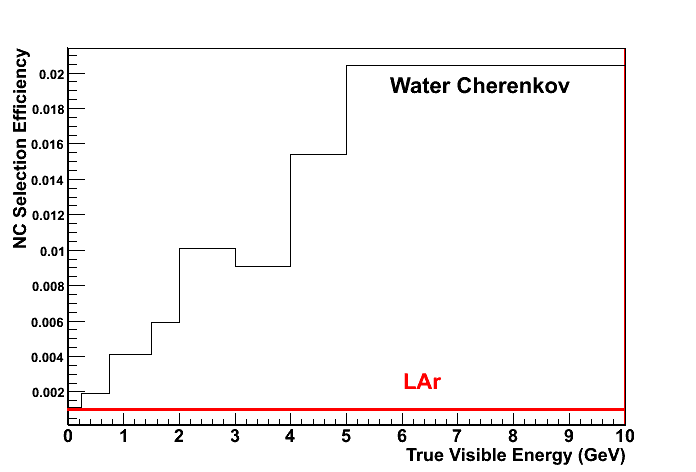 NC Selection Efficiency
0.02
0.018
0.016
0.014
0.012
0.01
0.008
0.006
0.004
0.002
Water Cherenkov
LAr
0 1 2 3 4 5 6 7 8 9 10
True Visible Energy (GeV)